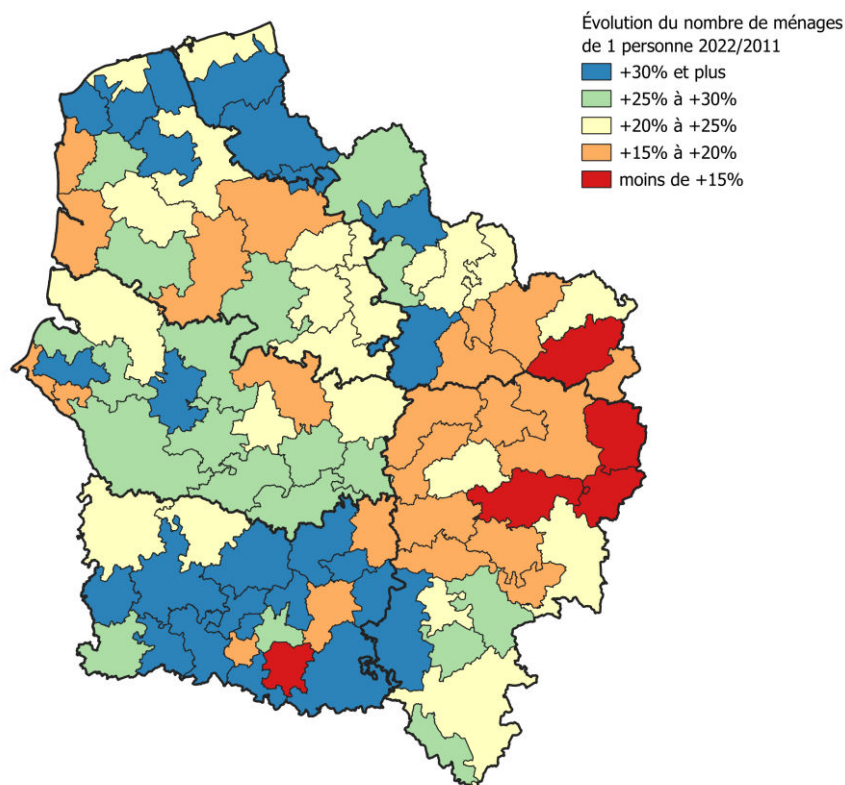 Évolution du nombre de ménages
de 1 personne 2022/2011
+30% et plus
+25% à +30%
+20% à +25%
+15% à +20%
moins de +15%